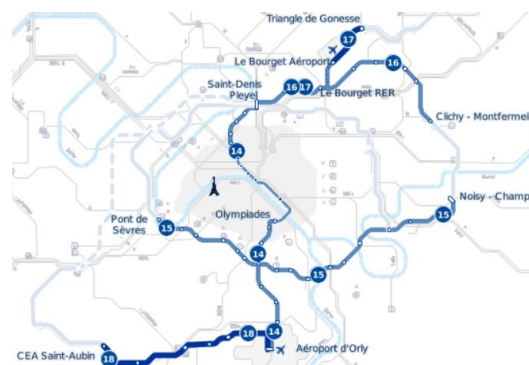 Triangle de Gonesse
17
Le Bourget Aéroport
16
Saint-Denis
Pleyel
16 17
Le Bourget RER
Clichy - Montfermeil
14
Noisy - Champ
Olympiades
Pont de
Sèvres
15
15
14
15
18
14
CEA Saint-Aubin
18
Aéroport d'Orly